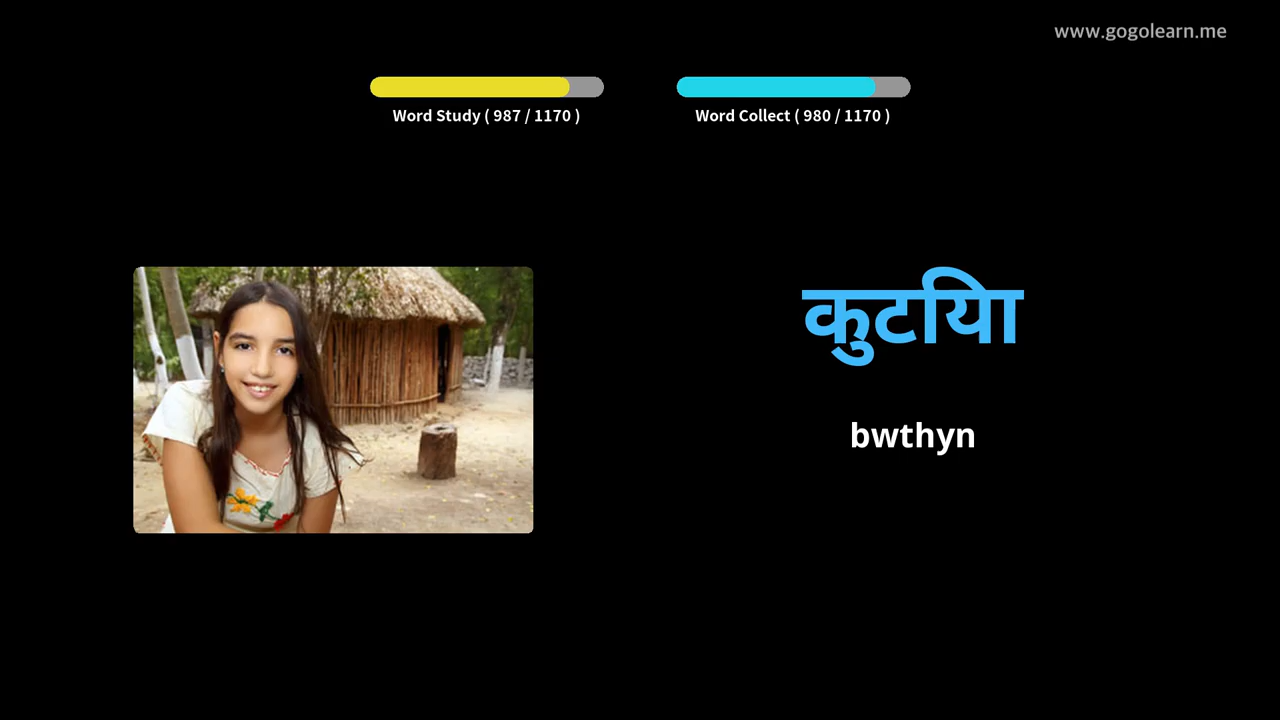 www.gogolearn.me
Word Study ( 987 / 1170 )
Word Collect ( 980 / 1170 )
कुटिया
bwthyn